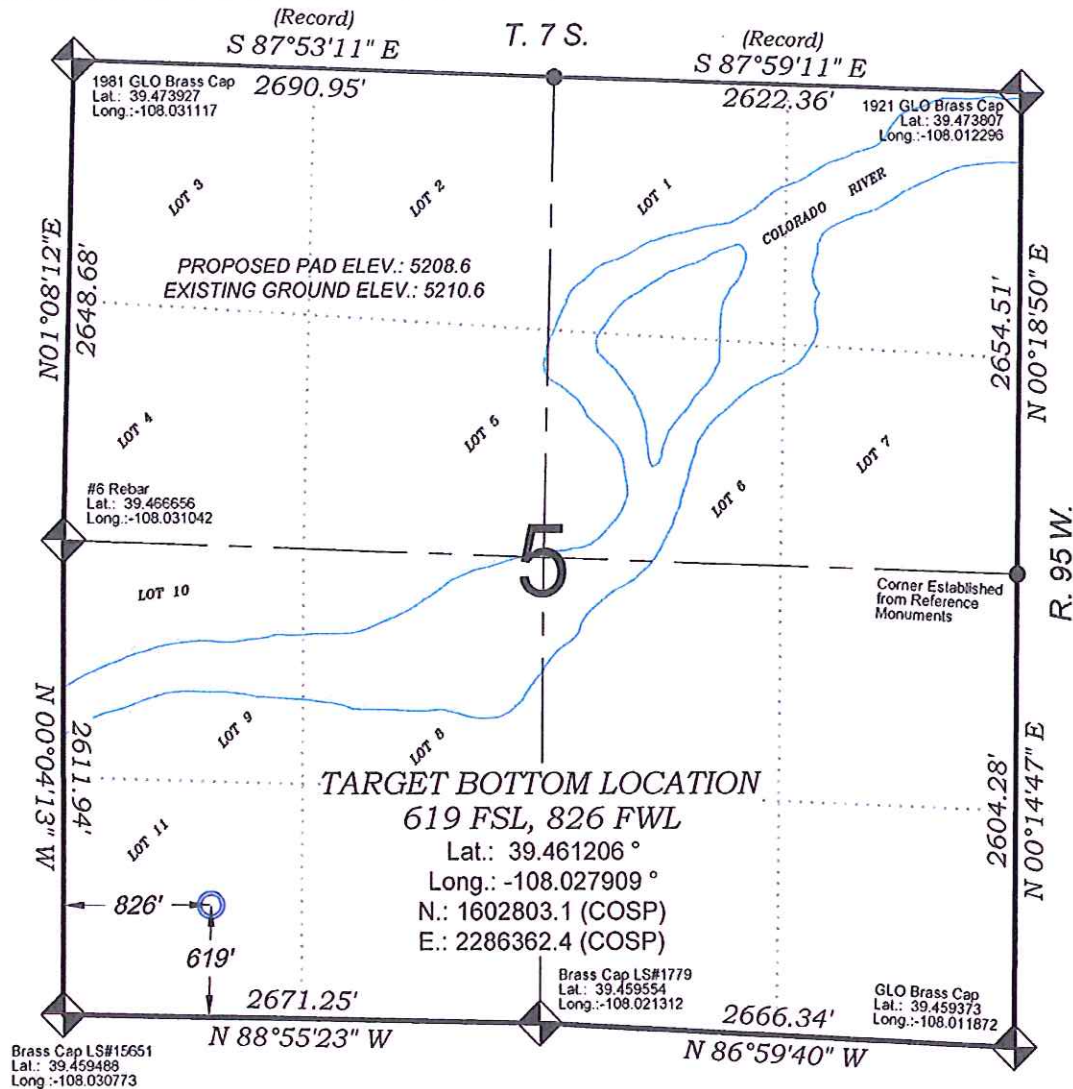 (Record)
S 87°53'11" E
T. 7 S.
(Record)
S 87°59'11" E
1981 GLO Brass Cap
Lat.: 39.473927
Long.:-108.031117
2690.95'
2622.36'
1921 GLO Brass Cap
Lat.: 39.473807
Long.:-108.012296
LOT 3
LOT 2
LOT 1
COLORADO RIVER
N01°08'12"E
2648.68'
PROPOSED PAD ELEV.: 5208.6
EXISTING GROUND ELEV.: 5210.6
2654.51'
N 00°18'50" E
LOT 4
LOT 5
LOT 6
LOT 7
#6 Rebar
Lat.: 39.466656
Long.:-108.031042
5
R. 95 W.
Corner Established
from Reference
Monuments
LOT 10
N 00°04'13" W
2611.94'
LOT 9
LOT 8
LOT 11
2604.28'
N 00°14'47" E
TARGET BOTTOM LOCATION
619 FSL, 826 FWL
Lat.: 39.461206 °
Long.: -108.027909 °
N.: 1602803.1 (COSP)
E.: 2286362.4 (COSP)
826'
619'
Brass Cap LS#1779
Lat.: 39.459554
Long.:-108.021312
GLO Brass Cap
Lat.: 39.459373
Long.:-108.011872
2671.25'
N 88°55'23" W
2666.34'
N 86°59'40" W
Brass Cap LS#15651
Lat.: 39.459488
Long.:-108.030773